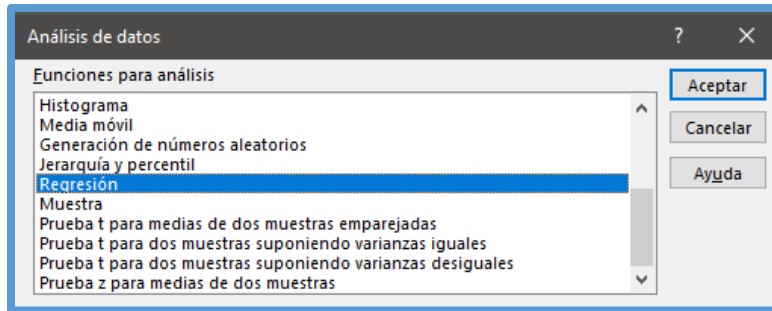 Análisis de datos
Funciones para análisis
Histograma
Media móvil
Generación de números aleatorios
Jerarquía y percentil
Regresión
Muestra
Prueba t para medias de dos muestras emparejadas
Prueba t para dos muestras suponiendo varianzas iguales
Prueba t para dos muestras suponiendo varianzas desiguales
Prueba z para medias de dos muestras
Aceptar
Cancelar
Ayuda